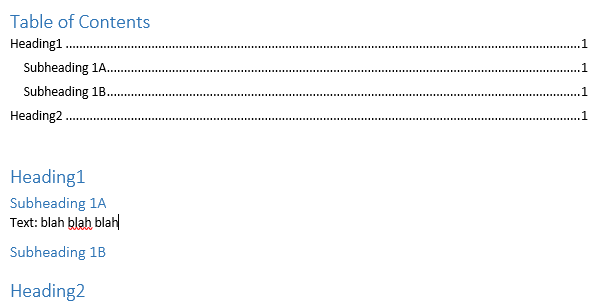 Table of Contents
Heading1 ........................................................................................................................................................1
Subheading 1A............................................................................................................................................1
Subheading 1B............................................................................................................................................1
Heading2 ........................................................................................................................................................1
Heading1
Subheading 1A
Text: blah blah blah
Subheading 1B
Heading2